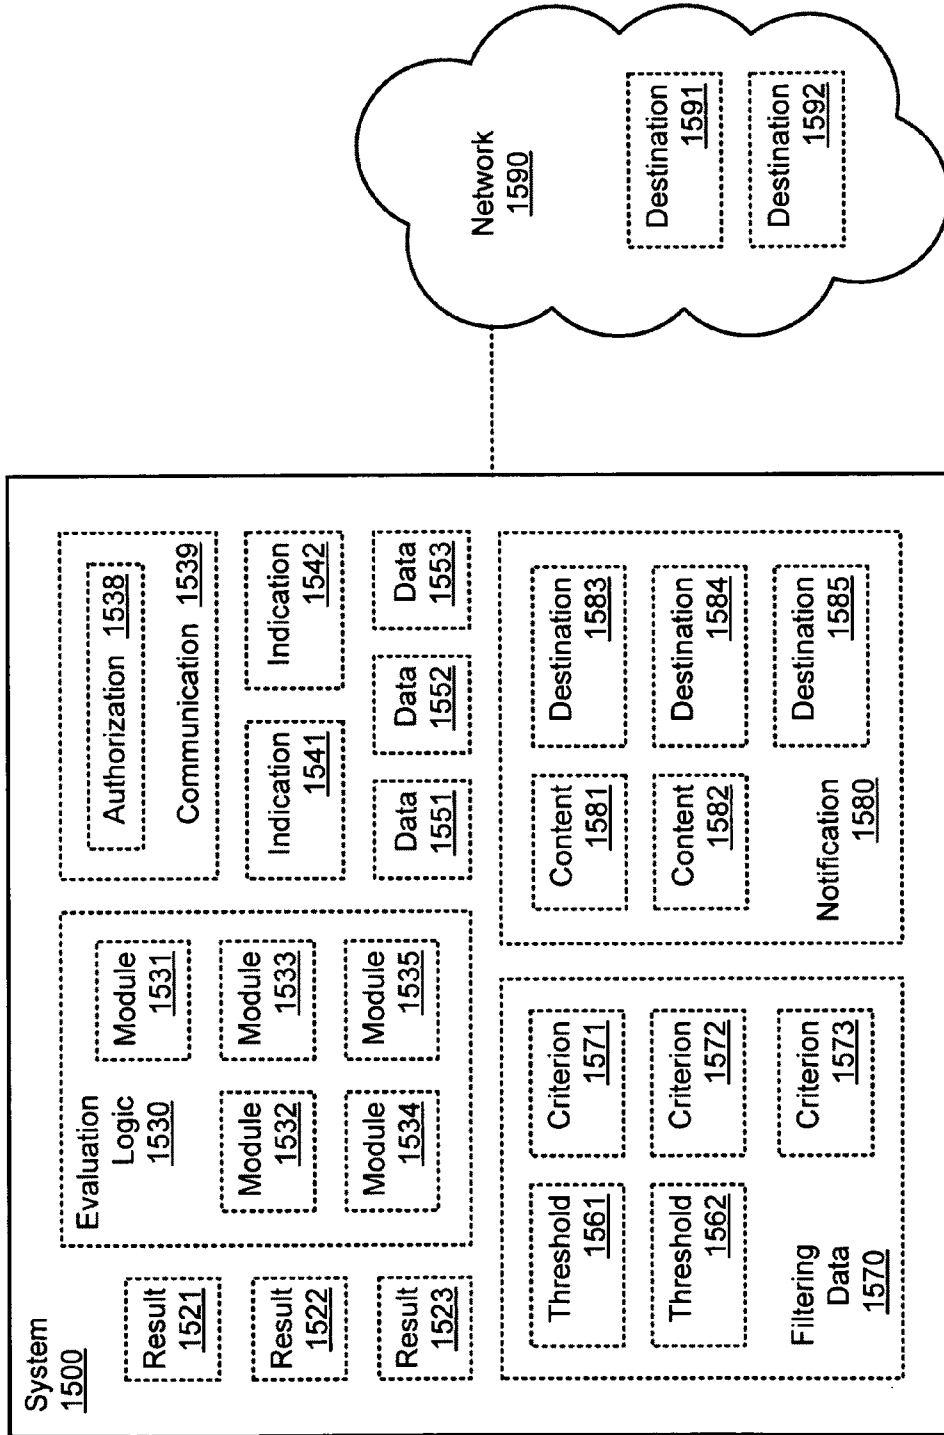 System
1500
Result
1521
Result
1522
Result
1523
Evaluation
Logic
1530
Module
1531
Module
1532
Module
1533
Module
1534
Module
1535
Authorization 1538
Communication 1539
Indication
1541
Indication
1542
Data
1551
Data
1552
Data
1553
Threshold
1561
Threshold
1562
Criterion
1571
Criterion
1572
Criterion
1573
Filtering
Data
1570
Content
1581
Content
1582
Destination
1583
Destination
1584
Destination
1585
Notification
1580
Network
1590
Destination
1591
Destination
1592